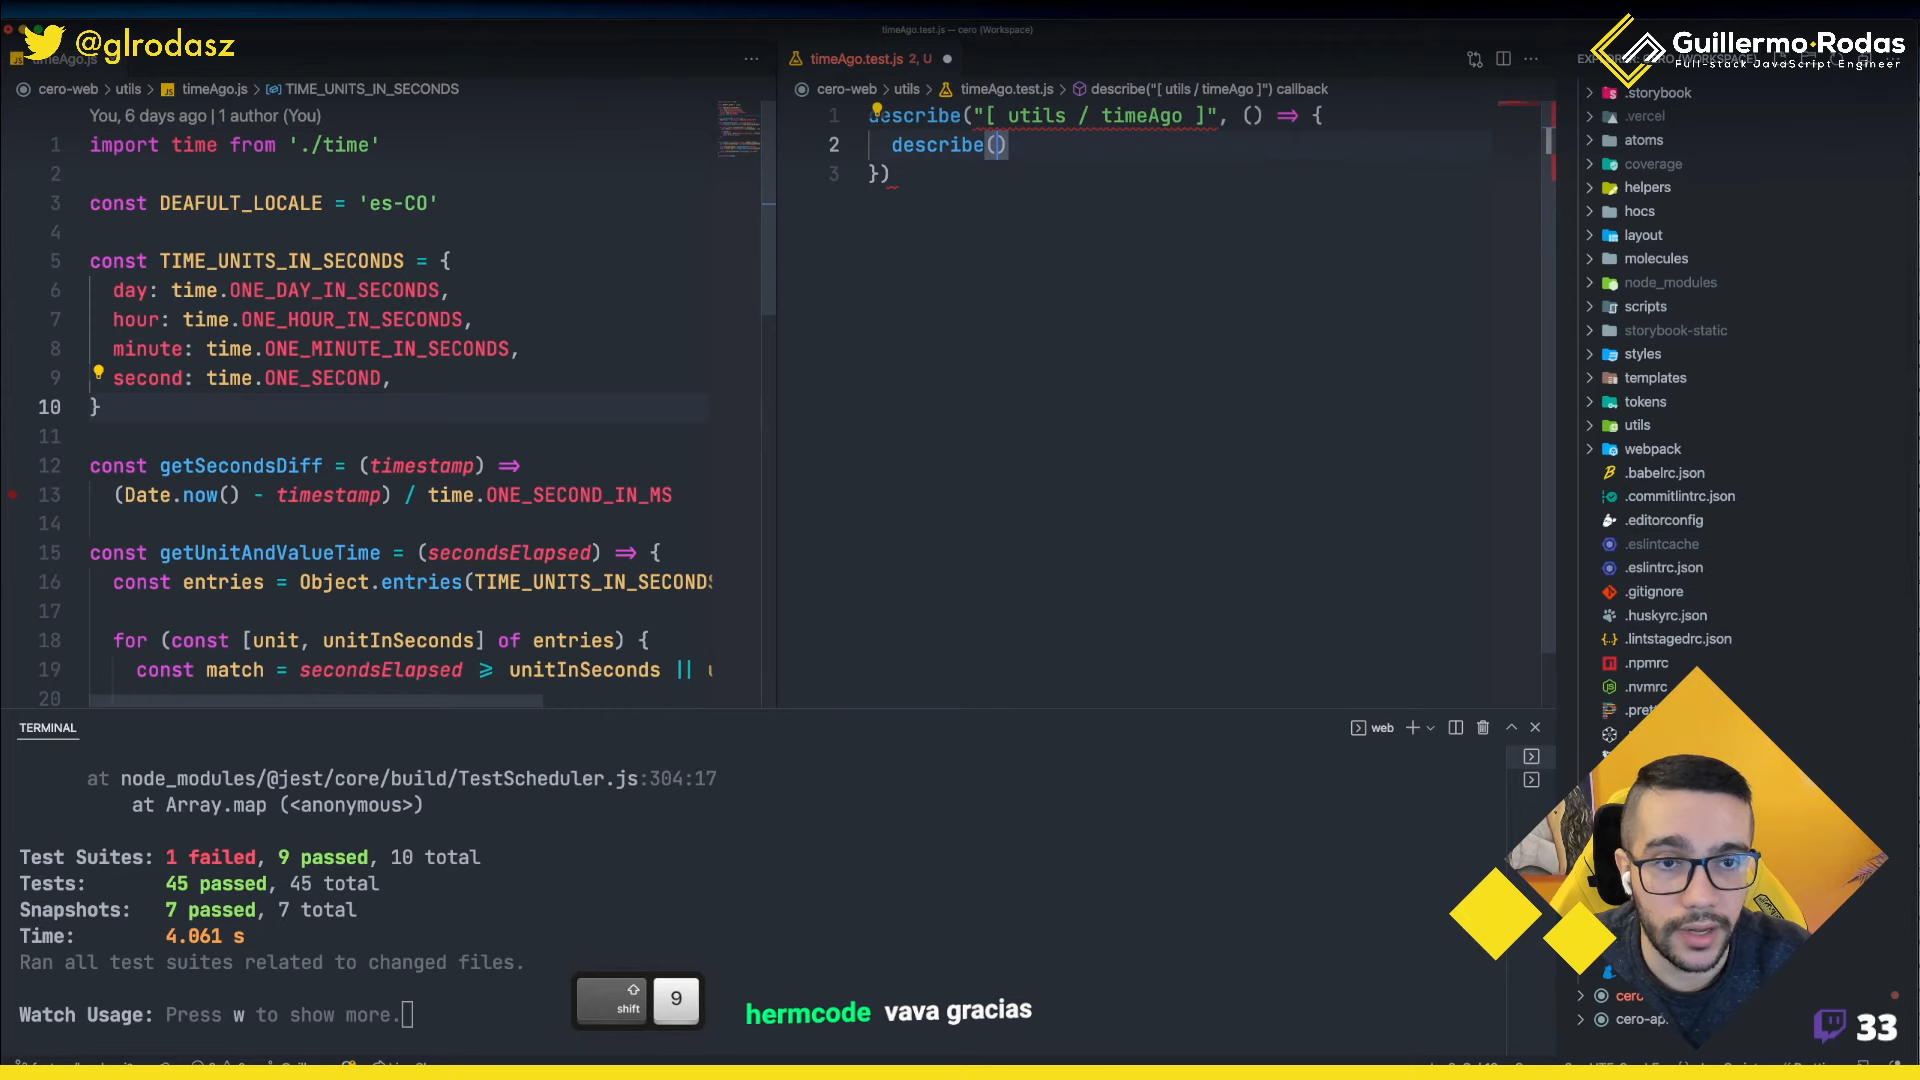 @glrodasz
timeAgo.test.js — cero (Workspace)
Guillermo·Rodas
Full-stack JavaScript Engineer
timeAgo.js
timeAgo.test.js 2, U
cero-web > utils > timeAgo.js > TIME_UNITS_IN_SECONDS
cero-web > utils > timeAgo.test.js > describe("[ utils / timeAgo ]") callback
You, 6 days ago | 1 author (You)
1 import time from './time'
2
3 const DEAFULT_LOCALE = 'es-CO'
4
5 const TIME_UNITS_IN_SECONDS = {
6 day: time.ONE_DAY_IN_SECONDS,
7 hour: time.ONE_HOUR_IN_SECONDS,
8 minute: time.ONE_MINUTE_IN_SECONDS,
9 second: time.ONE_SECOND,
10 }
11
12 const getSecondsDiff = (timestamp) =>
13 (Date.now() - timestamp) / time.ONE_SECOND_IN_MS
14
15 const getUnitAndValueTime = (secondsElapsed) => {
16 const entries = Object.entries(TIME_UNITS_IN_SECONDS
17
18 for (const [unit, unitInSeconds] of entries) {
19 const match = secondsElapsed >= unitInSeconds ||
20
1 describe("[ utils / timeAgo ]", () => {
2 describe()
3 })
.storybook
.vercel
atoms
coverage
helpers
hocs
layout
molecules
node_modules
scripts
storybook-static
styles
templates
tokens
utils
webpack
.babelrc.json
.commitlintrc.json
.editorconfig
.eslintcache
.eslintrc.json
.gitignore
.huskyrc.json
.lintstagedrc.json
.npmrc
.nvmrc
TERMINAL
web
at node_modules/@jest/core/build/TestScheduler.js:304:17
at Array.map (<anonymous>)
Test Suites: 1 failed, 9 passed, 10 total
Tests: 45 passed, 45 total
Snapshots: 7 passed, 7 total
Time: 4.061 s
Ran all test suites related to changed files.
Watch Usage: Press w to show more.
shift
9
hermcode vava gracias
33